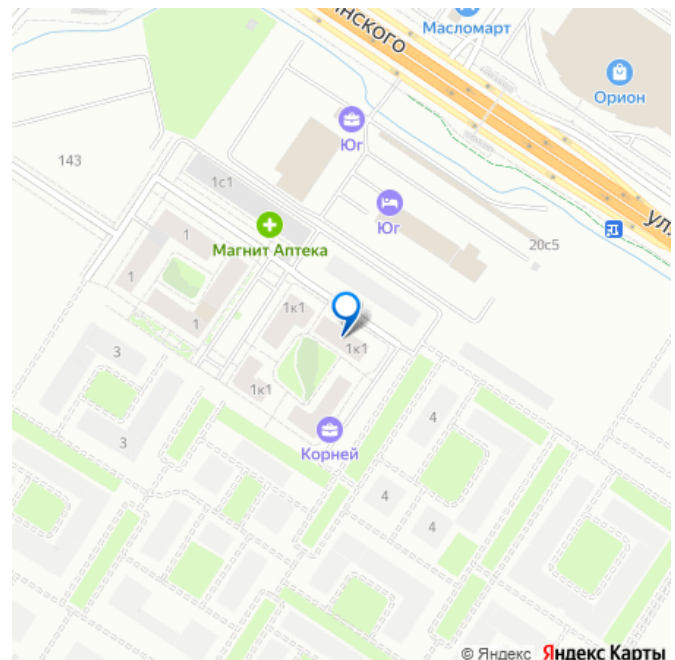 нского
Масломарт
Орион
Юг
143
1с1
Юг
ул.
Магнит Аптека
1
20с5
1
1к1
1
1к1
3
1к1
4
3
Корней
4
4
© Яндекс Яндекс Карты